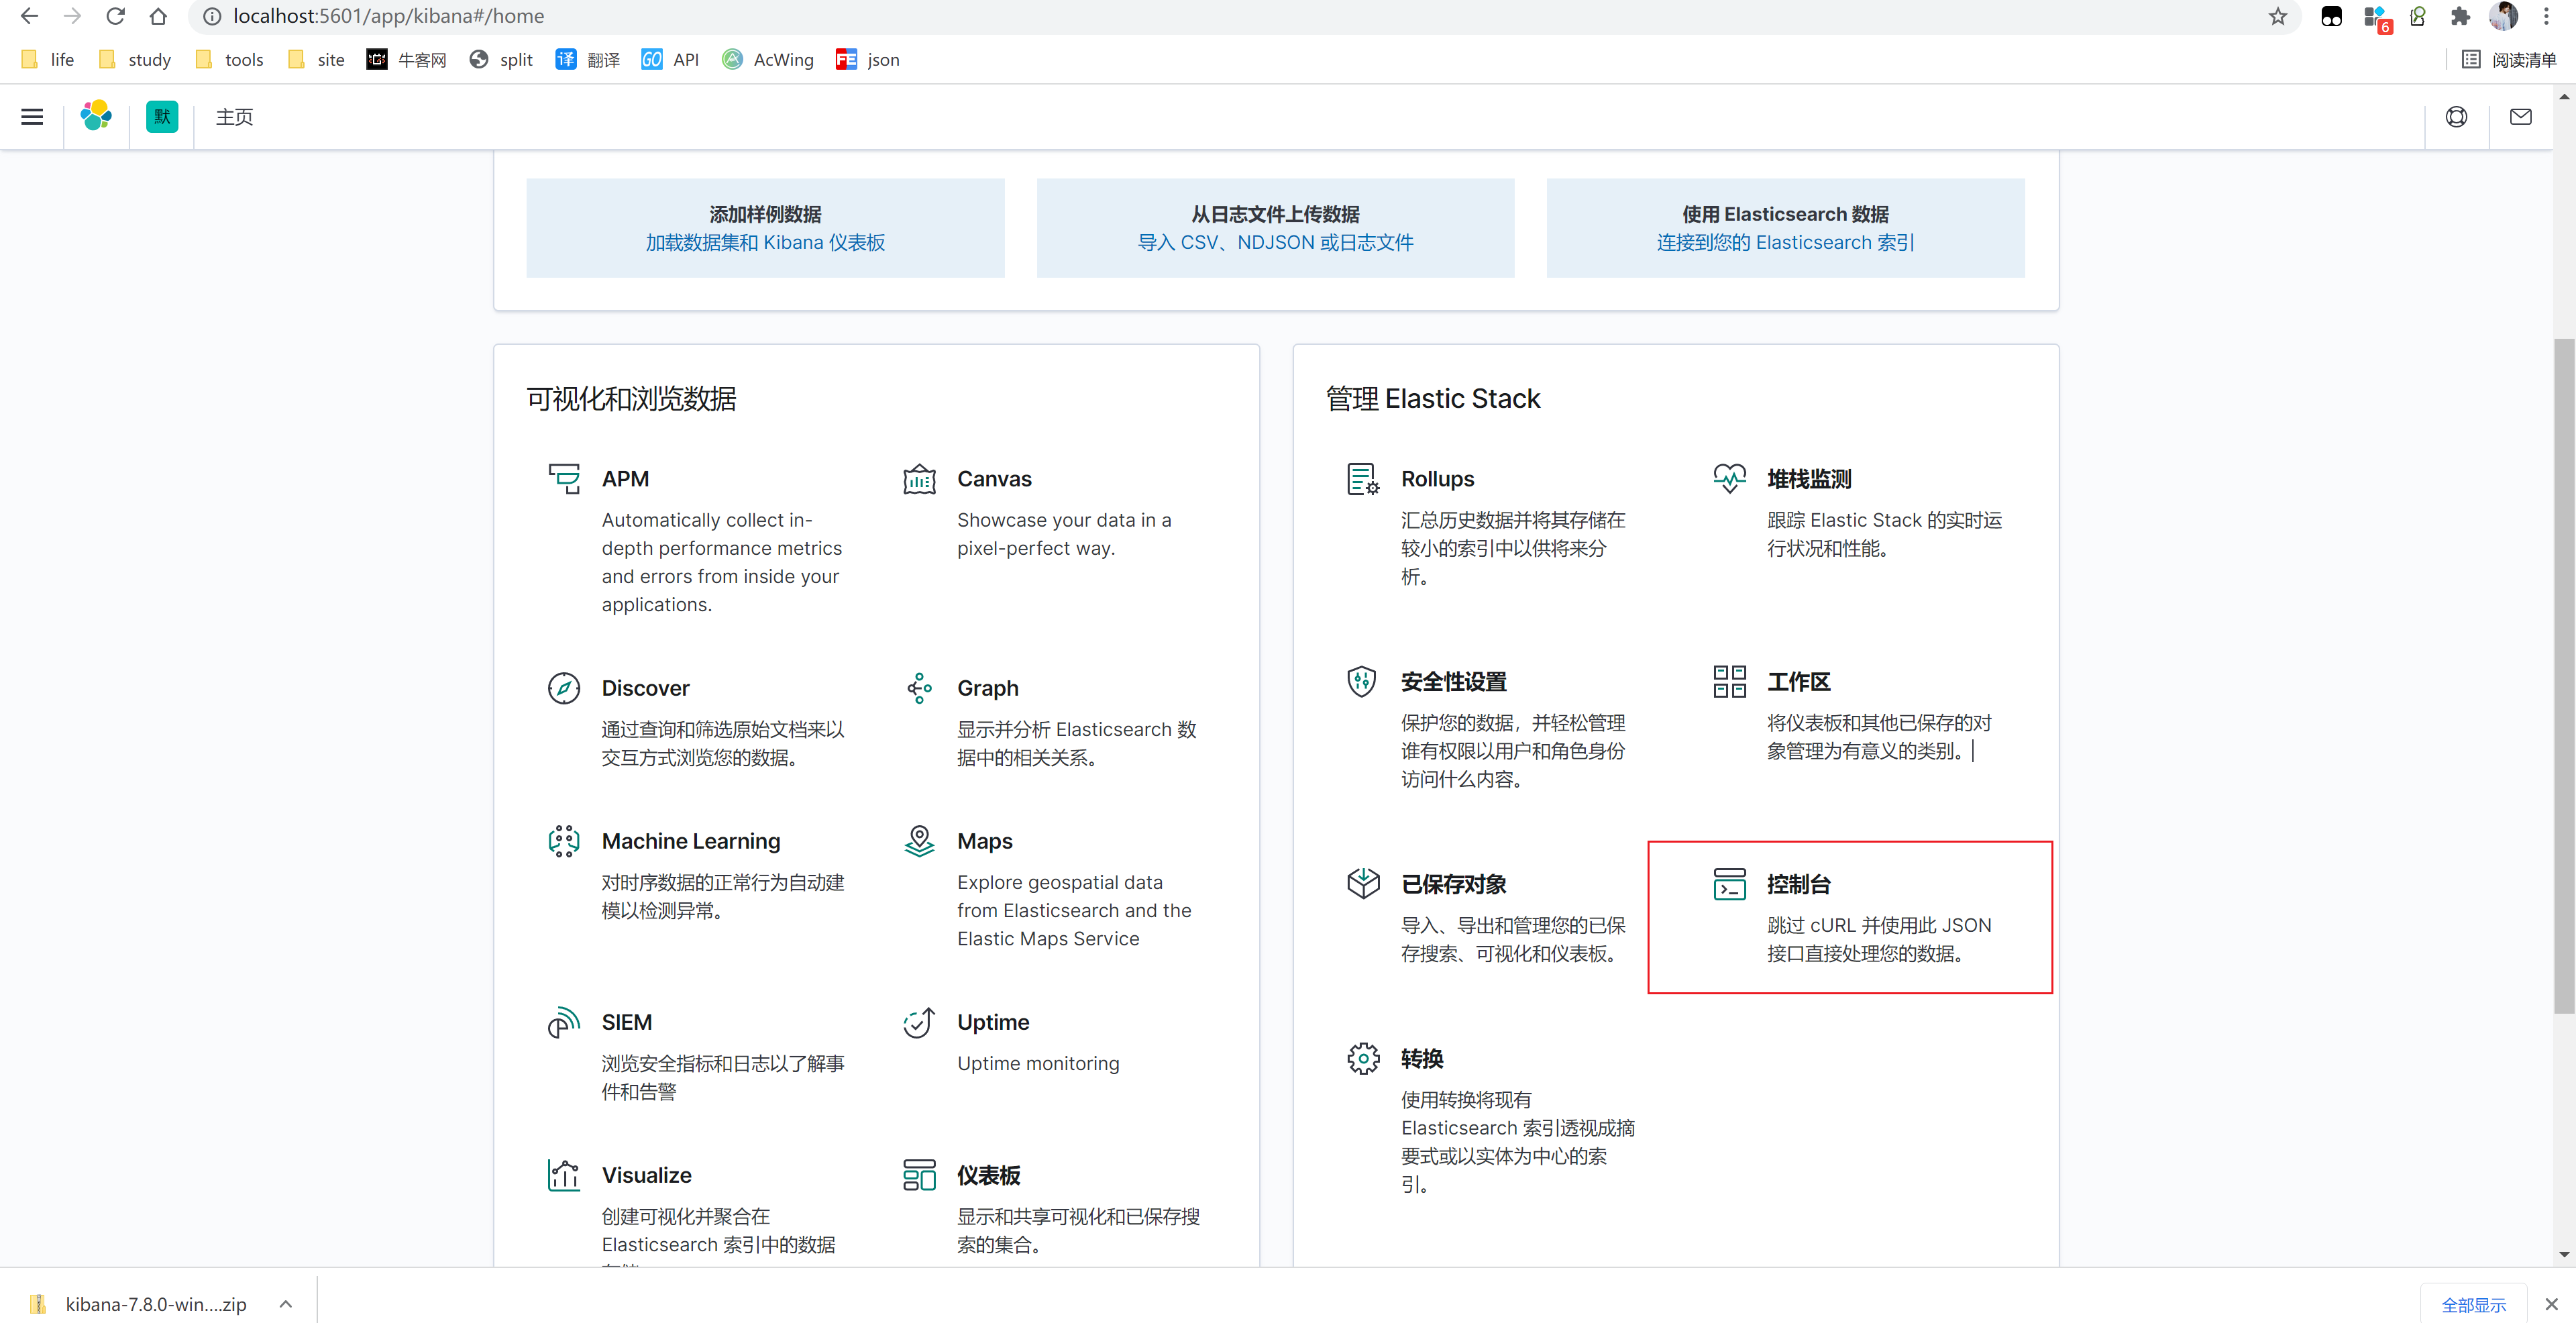 localhost:5601/app/kibana#/home
6
life
study
tools
site
牛客网
split
译 翻译
GO API
AcWing
FE json
阅读清单
默
主页
添加样例数据
加载数据集和 Kibana 仪表板
从日志文件上传数据
导入 CSV、NDJSON 或日志文件
使用 Elasticsearch 数据
连接到您的 Elasticsearch 索引
可视化和浏览数据
APM
Automatically collect in-
depth performance metrics
and errors from inside your
applications.
Canvas
Showcase your data in a
pixel-perfect way.
Discover
通过查询和筛选原始文档来以
交互方式浏览您的数据。
Graph
显示并分析 Elasticsearch 数
据中的相关关系。
Machine Learning
对时序数据的正常行为自动建
模以检测异常。
Maps
Explore geospatial data
from Elasticsearch and the
Elastic Maps Service
SIEM
浏览安全指标和日志以了解事
件和告警
Uptime
Uptime monitoring
Visualize
创建可视化并聚合在
Elasticsearch 索引中的数据
仪表板
显示和共享可视化和已保存搜
索的集合。
管理 Elastic Stack
Rollups
汇总历史数据并将其存储在
较小的索引中以供将来分
析。
堆栈监测
跟踪 Elastic Stack 的实时运
行状况和性能。
安全性设置
保护您的数据，并轻松管理
谁有权限以用户和角色身份
访问什么内容。
工作区
将仪表板和其他已保存的对
象管理为有意义的类别。
已保存对象
导入、导出和管理您的已保
存搜索、可视化和仪表板。
控制台
跳过 cURL 并使用此 JSON
接口直接处理您的数据。
转换
使用转换将现有
Elasticsearch 索引透视成摘
要式或以实体为中心的索
引。
kibana-7.8.0-win....zip
全部显示